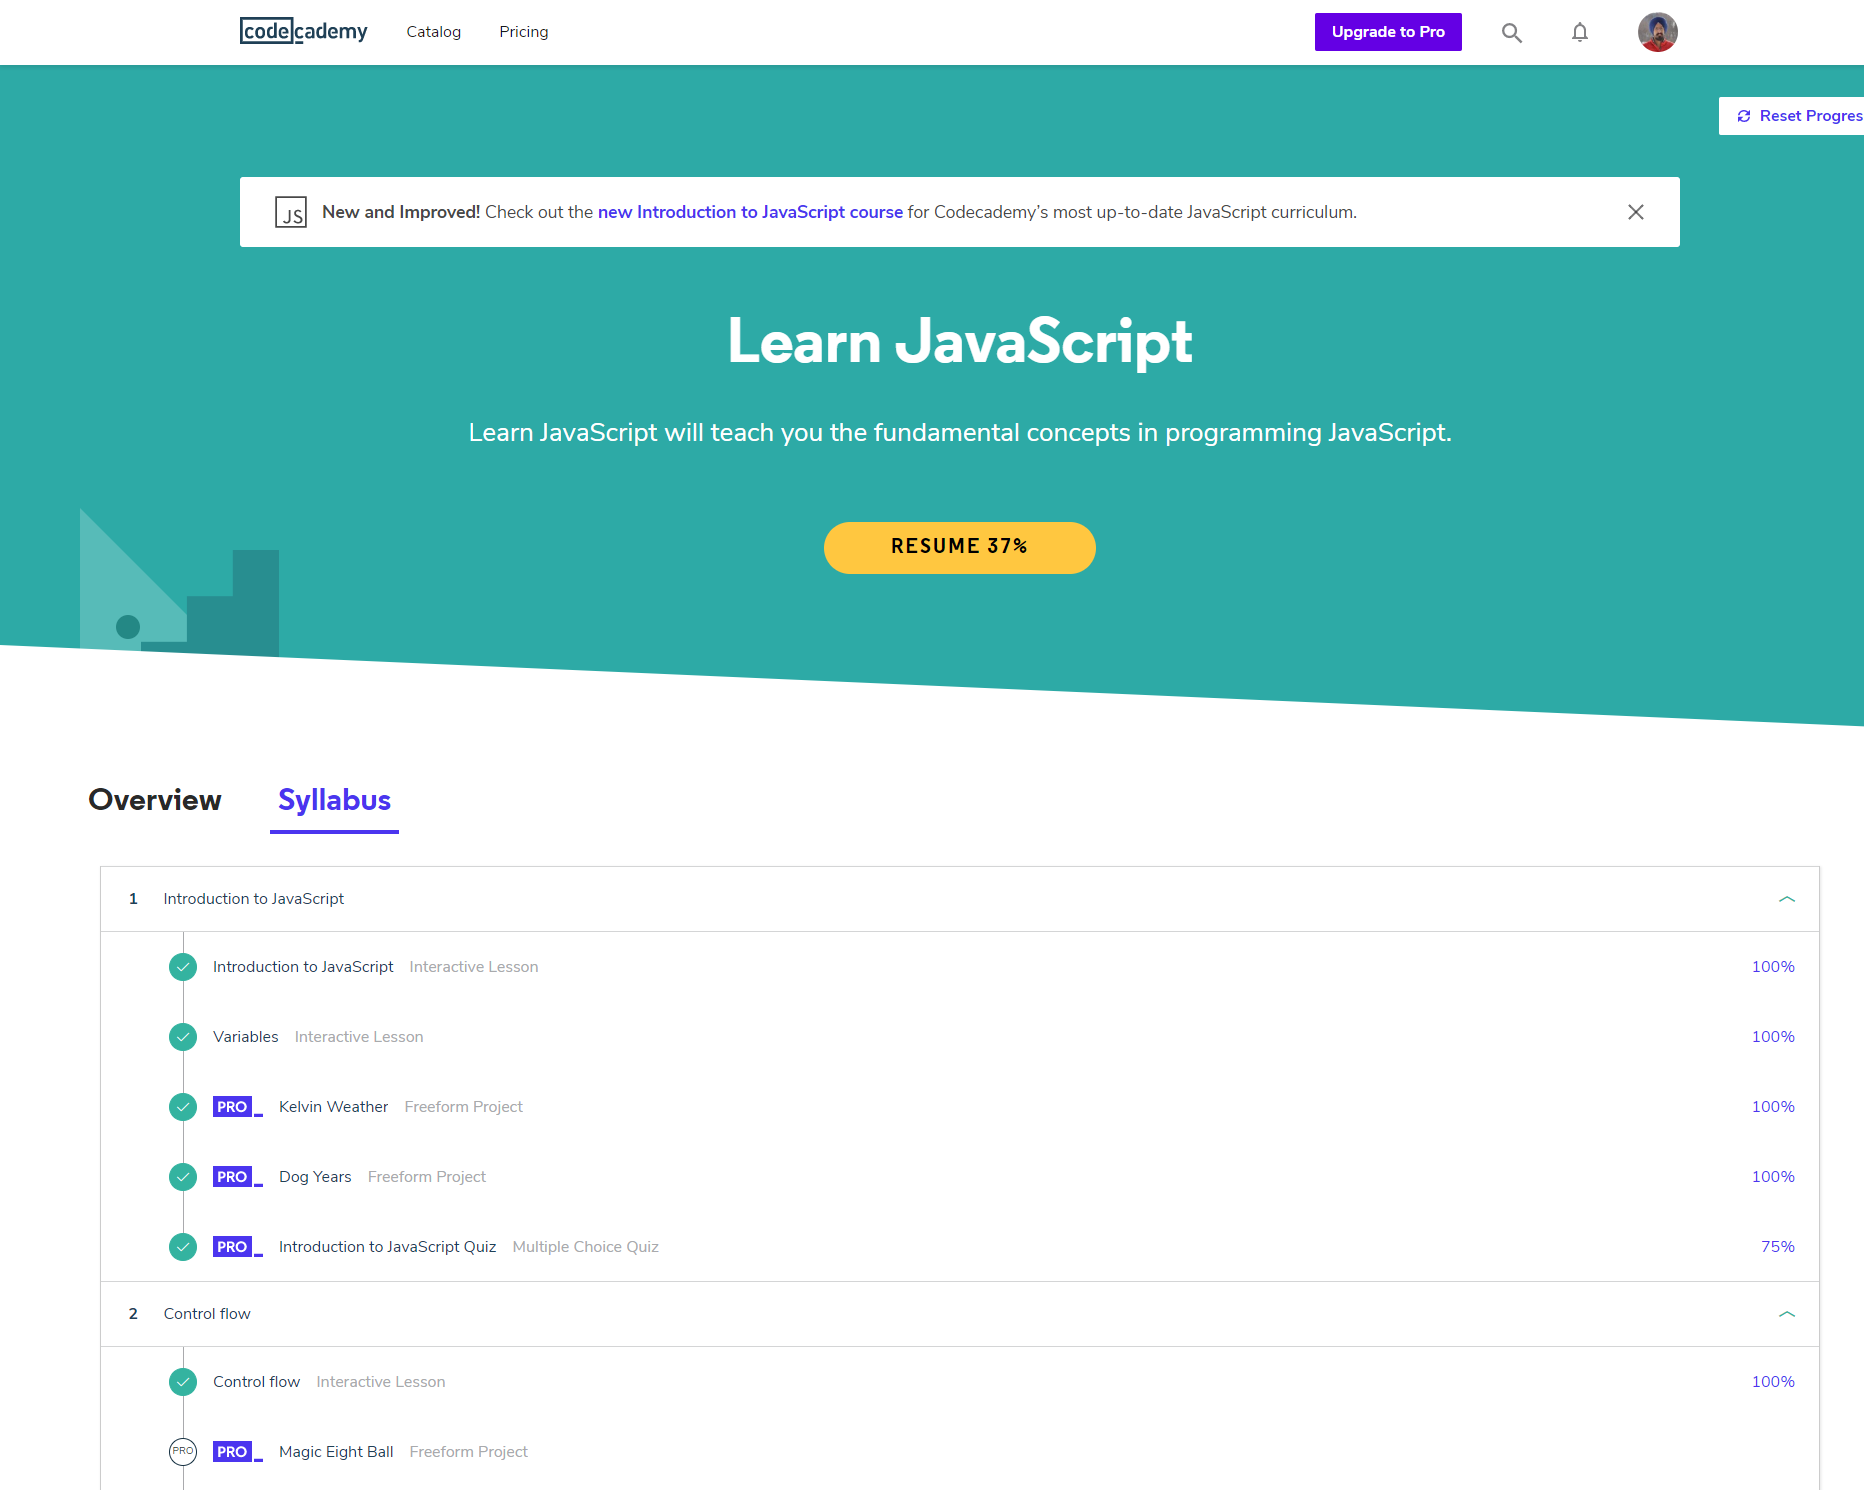 codecademy Catalog Pricing Upgrade to Pro
Reset Progres
JS New and Improved! Check out the new Introduction to JavaScript course for Codecademy's most up-to-date JavaScript curriculum.
Learn JavaScript
Learn JavaScript will teach you the fundamental concepts in programming JavaScript.
RESUME 37%
Overview Syllabus
1 Introduction to JavaScript
Introduction to JavaScript Interactive Lesson 100%
Variables Interactive Lesson 100%
PRO_ Kelvin Weather Freeform Project 100%
PRO_ Dog Years Freeform Project 100%
PRO_ Introduction to JavaScript Quiz Multiple Choice Quiz 75%
2 Control flow
Control flow Interactive Lesson 100%
PRO PRO_ Magic Eight Ball Freeform Project